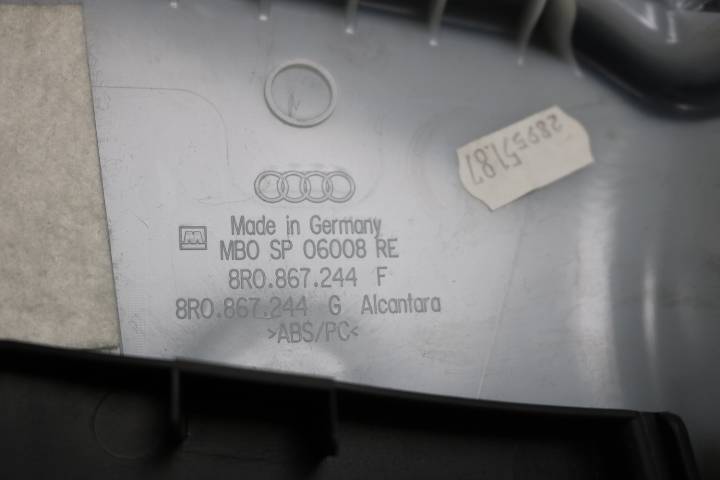 Made in Germany
MBO SP 06008 RE
8R0.867.244 F
8R0.867.244 G Alcantara
>ABS/PC<